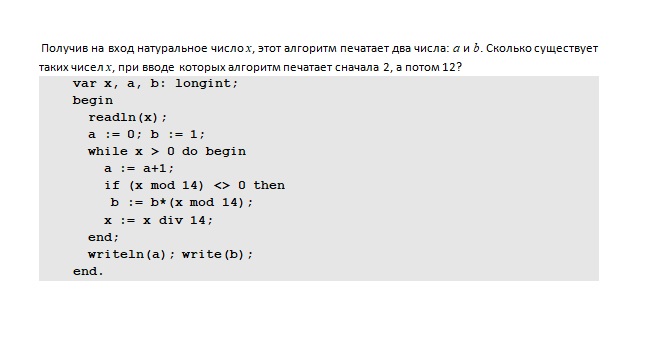 Получив на вход натуральное число x, этот алгоритм печатает два числа: a и b. Сколько существует
таких чисел x, при вводе которых алгоритм печатает сначала 2, а потом 12?
var x, a, b: longint;
begin
readln(x);
a := 0; b := 1;
while x > 0 do begin
a := a+1;
if (x mod 14) <> 0 then
b := b*(x mod 14);
x := x div 14;
end;
writeln(a); write(b);
end.